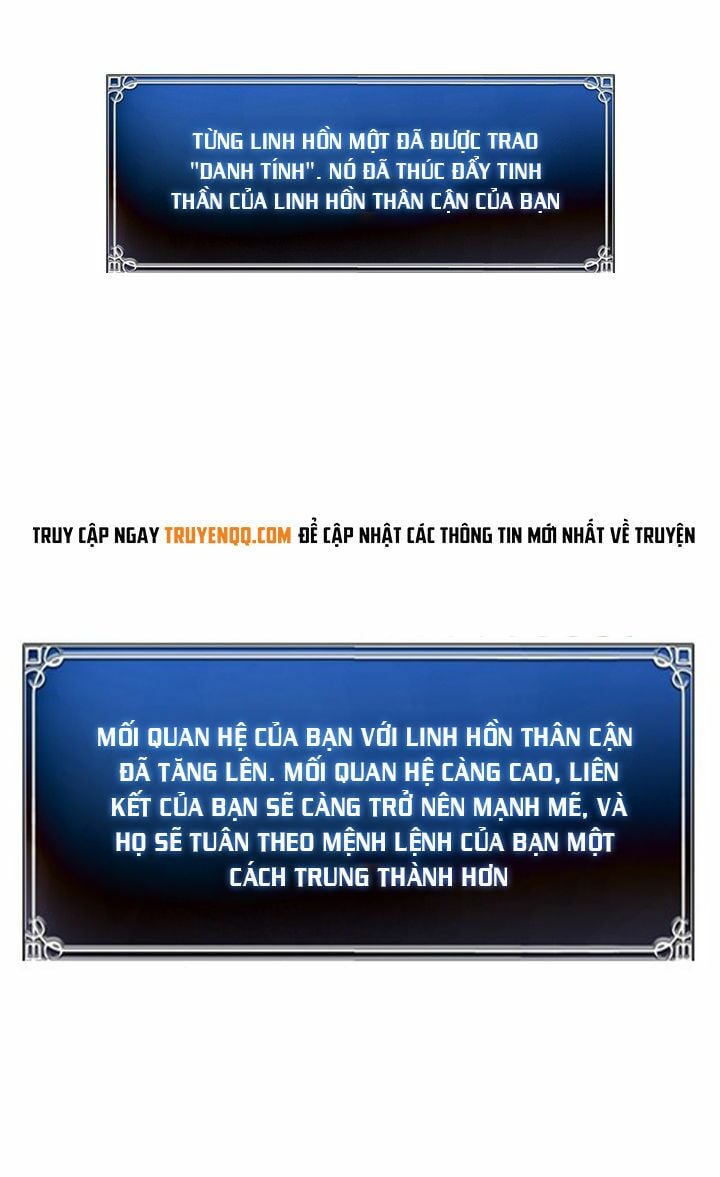 TỪNG LINH HỒN MỘT ĐÃ ĐƯỢC TRAO
"DANH TÍNH". NÓ ĐÃ THÚC ĐẨY TINH
THẦN CỦA LINH HỒN THÂN CẬN CỦA BẠN
TRUY CẬP NGAY TRUYENQQ.COM ĐỂ CẬP NHẬT CÁC THÔNG TIN MỚI NHẤT VỀ TRUYỆN
MỐI QUAN HỆ CỦA BẠN VỚI LINH HỒN THÂN CẬN
ĐÃ TĂNG LÊN. MỐI QUAN HỆ CÀNG CAO, LIÊN
KẾT CỦA BẠN SẼ CÀNG TRỞ NÊN MẠNH MẼ, VÀ
HỌ SẼ TUÂN THEO MỆNH LỆNH CỦA BẠN MỘT
CÁCH TRUNG THÀNH HƠN